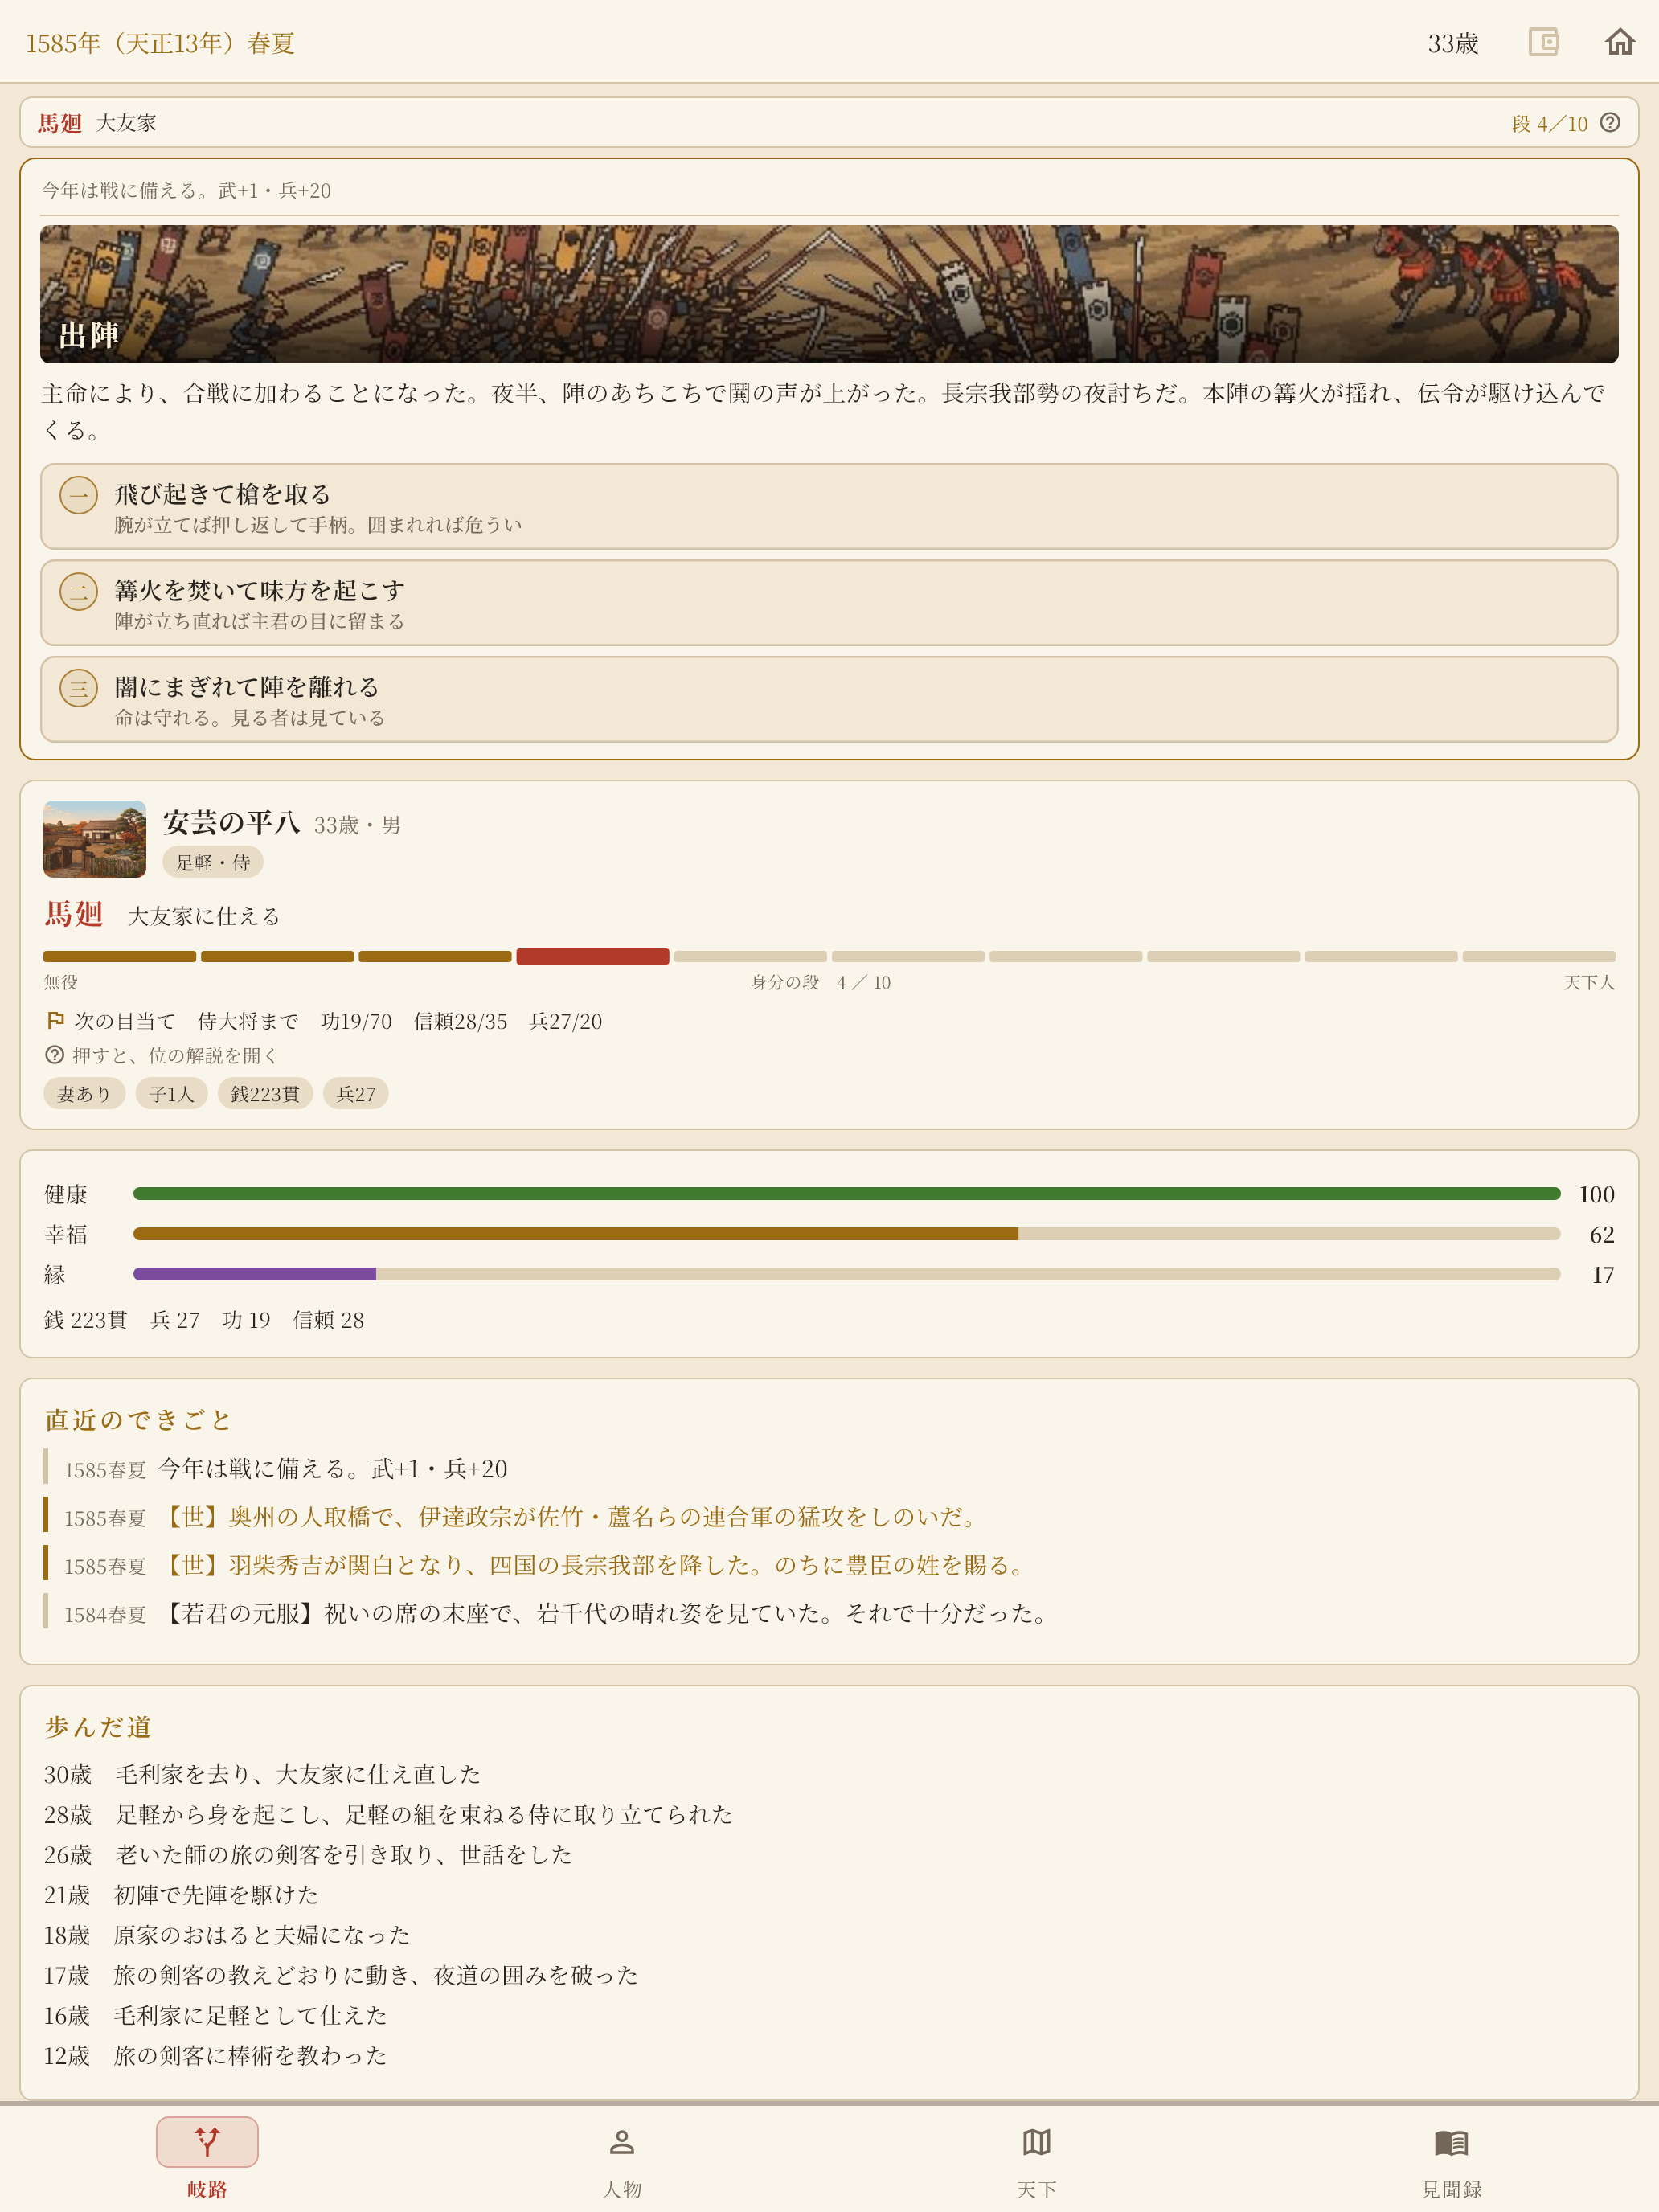 1585年（天正13年）春夏
33歳
馬廻 大友家
段 4／10
今年は戦に備える。武+1・兵+20
出陣
主命により、合戦に加わることになった。夜半、陣のあちこちで鬨の声が上がった。長宗我部勢の夜討ちだ。本陣の篝火が揺れ、伝令が駆け込んで
くる。
一 飛び起きて槍を取る
腕が立てば押し返して手柄。囲まれれば危うい
二 篝火を焚いて味方を起こす
陣が立ち直れば主君の目に留まる
三 闇にまぎれて陣を離れる
命は守れる。見る者は見ている
安芸の平八 33歳・男
足軽・侍
馬廻 大友家に仕える
無役 身分の段 4 ／ 10 天下人
次の目当て 侍大将まで 功19/70 信頼28/35 兵27/20
押すと、位の解説を開く
妻あり 子1人 銭223貫 兵27
健康 100
幸福 62
縁 17
銭 223貫 兵 27 功 19 信頼 28
直近のできごと
1585春夏 今年は戦に備える。武+1・兵+20
1585春夏 【世】奥州の人取橋で、伊達政宗が佐竹・蘆名らの連合軍の猛攻をしのいだ。
1585春夏 【世】羽柴秀吉が関白となり、四国の長宗我部を降した。のちに豊臣の姓を賜る。
1584春夏 【若君の元服】祝いの席の末座で、岩千代の晴れ姿を見ていた。それで十分だった。
歩んだ道
30歳 毛利家を去り、大友家に仕え直した
28歳 足軽から身を起こし、足軽の組を束ねる侍に取り立てられた
26歳 老いた師の旅の剣客を引き取り、世話をした
21歳 初陣で先陣を駆けた
18歳 原家のおはると夫婦になった
17歳 旅の剣客の教えどおりに動き、夜道の囲みを破った
16歳 毛利家に足軽として仕えた
12歳 旅の剣客に棒術を教わった
岐路 人物 天下 見聞録